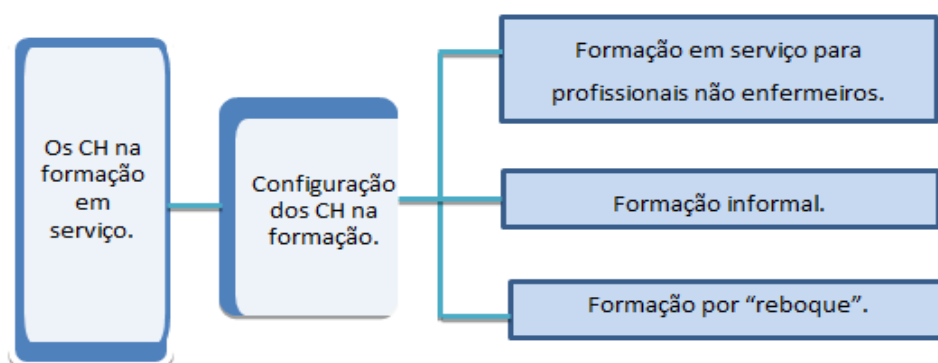 Os CH na
formação
em
serviço.
Configuração
dos CH na
formação.
Formação em serviço para
profissionais não enfermeiros.
Formação informal.
Formação por “reboque”.